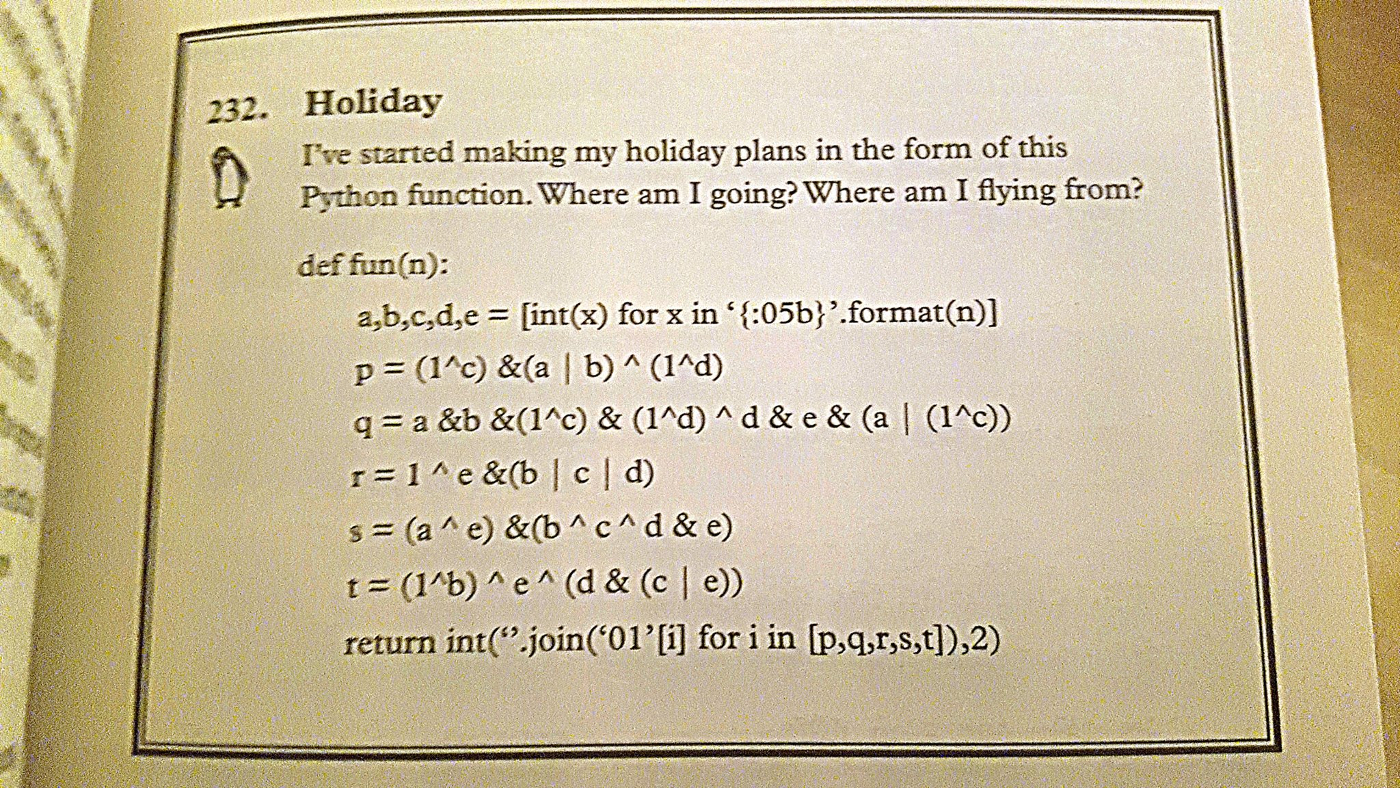 232. Holiday
I've started making my holiday plans in the form of this
Python function. Where am I going? Where am I flying from?
def fun(n):
a,b,c,d,e = [int(x) for x in ‘{:05b}’.format(n)]
p = (1^c) &(a | b) ^ (1^d)
q = a &b &(1^c) & (1^d) ^ d & e & (a | (1^c))
r = 1 ^ e &(b | c | d)
s = (a ^ e) &(b ^ c ^ d & e)
t = (1^b) ^ e ^ (d & (c | e))
return int(‘’.join(‘01’[i] for i in [p,q,r,s,t]),2)